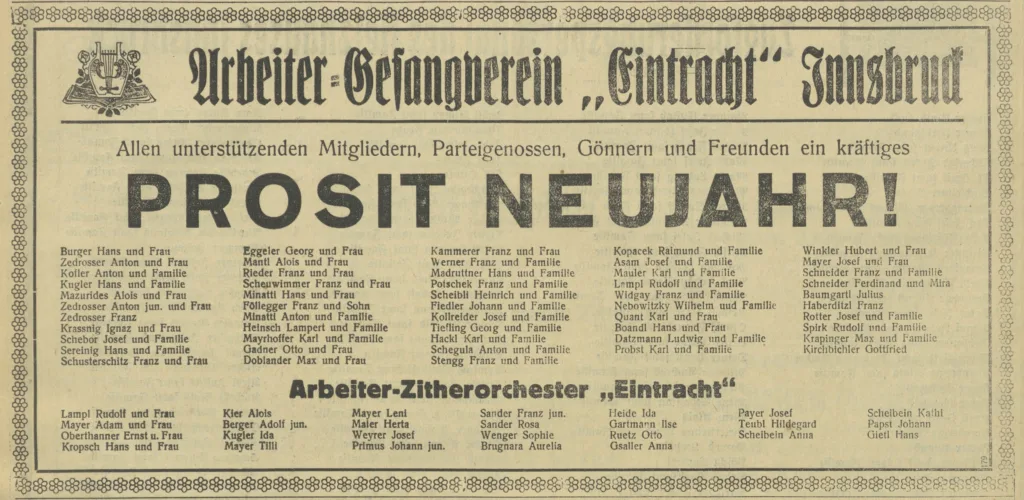 Arbeiter-Gesangverein „Eintracht“ Innsbruck
Allen unterstützenden Mitgliedern, Parteigenossen, Gönnern und Freunden ein kräftiges
PROSIT NEUJAHR!
Burger Hans und Frau
Zedrosser Anton und Frau
Kofler Anton und Familie
Kugler Hans und Familie
Mazurides Alois und Frau
Zedrosser Anton jun. und Frau
Zedrosser Franz
Krassnig Ignaz und Frau
Schebor Josef und Familie
Sereinig Hans und Familie
Schusterschitz Franz und Frau
Eggeler Georg und Frau
Mantl Alois und Frau
Rieder Franz und Frau
Scheuwimmer Franz und Frau
Minatti Hans und Frau
Föllegger Franz und Sohn
Minatti Anton und Familie
Heinsch Lampert und Familie
Mayrhoffer Karl und Familie
Gadner Otto und Frau
Doblander Max und Frau
Kammerer Franz und Frau
Werner Franz und Familie
Madruttner Hans und Familie
Potschek Franz und Familie
Scheibli Heinrich und Familie
Fiedler Johann und Familie
Kollreider Josef und Familie
Tiefling Georg und Familie
Hackl Karl und Familie
Schegula Anton und Familie
Stengg Franz und Familie
Kopacek Raimund und Familie
Asam Josef und Familie
Mauler Karl und Familie
Lampl Rudolf und Familie
Widgay Franz und Familie
Nebowitzky Wilhelm und Familie
Quant Karl und Frau
Boandl Hans und Frau
Datzmann Ludwig und Familie
Probst Karl und Familie
Winkler Hubert und Frau
Mayer Josef und Frau
Schneider Franz und Familie
Schneider Ferdinand und Mira
Baumgartl Julius
Haberditzl Franz
Rotter Josef und Familie
Spirk Rudolf und Familie
Krapinger Max und Familie
Kirchbichler Gottfried
Arbeiter-Zitherorchester „Eintracht“
Lampl Rudolf und Frau
Mayer Adam und Frau
Oberthanner Ernst u. Frau
Kropsch Hans und Frau
Kier Alois
Berger Adolf jun.
Kugler Ida
Mayer Tilli
Mayer Leni
Maier Herta
Weyrer Josef
Primus Johann jun.
Sander Franz jun.
Sander Rosa
Wenger Sophie
Brugnara Aurelia
Heide Ida
Gartmann Ilse
Ruetz Otto
Gsaller Anna
Payer Josef
Teubl Hildegard
Scheibein Anna
Scheibein Kathi
Papst Johann
Gietl Hans